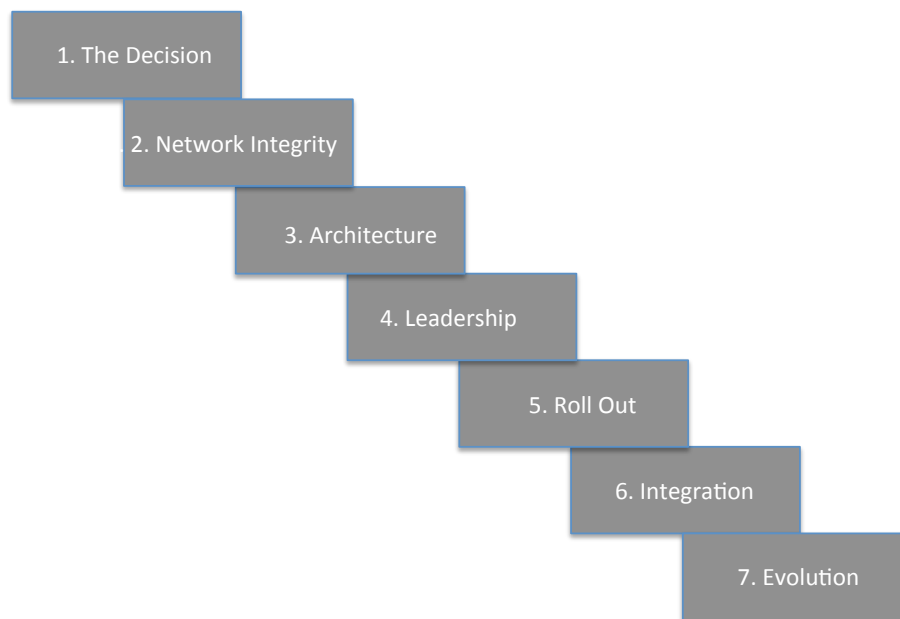 1. The Decision
. 2. Network Integrity
3. Architecture
4. Leadership
5. Roll Out
6. Integration
7. Evolution